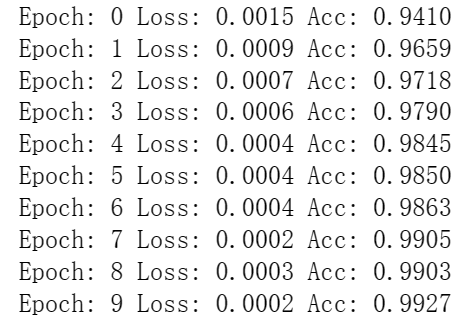 Epoch: 0 Loss: 0.0015 Acc: 0.9410
Epoch: 1 Loss: 0.0009 Acc: 0.9659
Epoch: 2 Loss: 0.0007 Acc: 0.9718
Epoch: 3 Loss: 0.0006 Acc: 0.9790
Epoch: 4 Loss: 0.0004 Acc: 0.9845
Epoch: 5 Loss: 0.0004 Acc: 0.9850
Epoch: 6 Loss: 0.0004 Acc: 0.9863
Epoch: 7 Loss: 0.0002 Acc: 0.9905
Epoch: 8 Loss: 0.0003 Acc: 0.9903
Epoch: 9 Loss: 0.0002 Acc: 0.9927